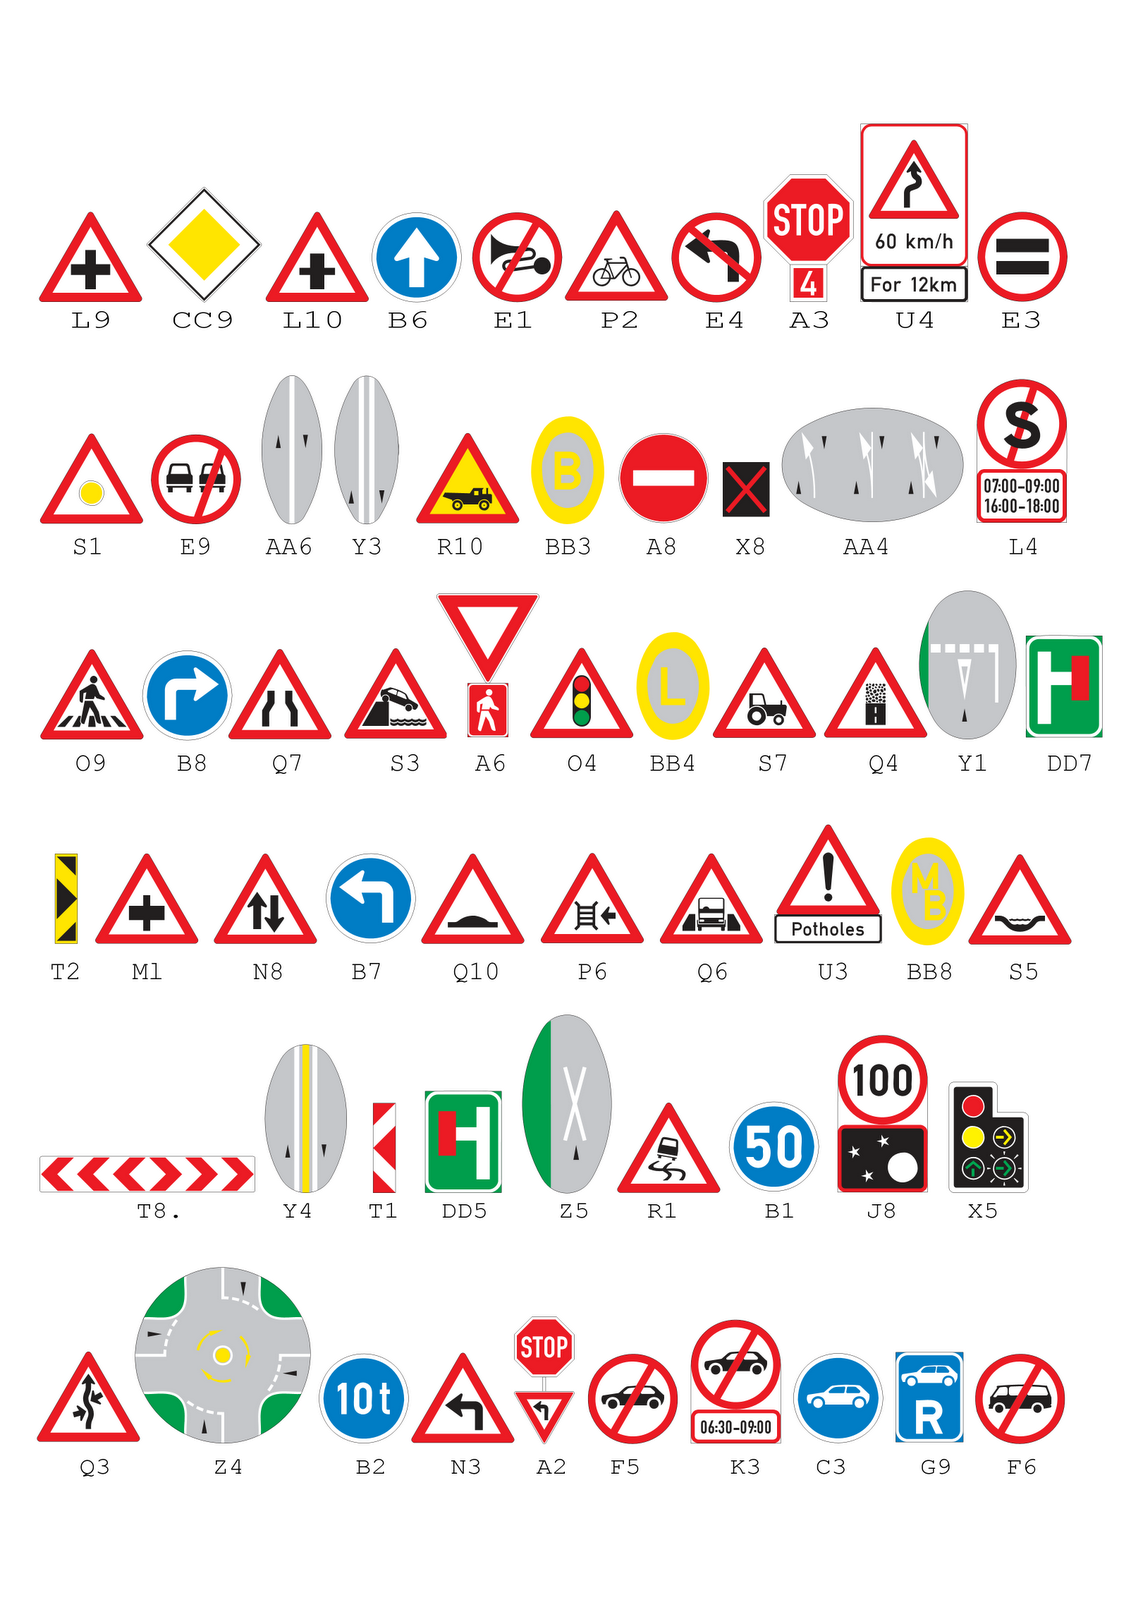 STOP
4
60 km/h
For 12km
L9 CC9 L10 B6 E1 P2 E4 A3 U4 E3
B
S
07:00-09:00
16:00-18:00
S1 E9 AA6 Y3 R10 BB3 A8 X8 AA4 L4
L
O9 B8 Q7 S3 A6 O4 BB4 S7 Q4 Y1 DD7
MB
Potholes
T2 M1 N8 B7 Q10 P6 Q6 U3 BB8 S5
100
50
T8. Y4 T1 DD5 Z5 R1 B1 J8 X5
STOP
10t
06:30-09:00
R
Q3 Z4 B2 N3 A2 F5 K3 C3 G9 F6